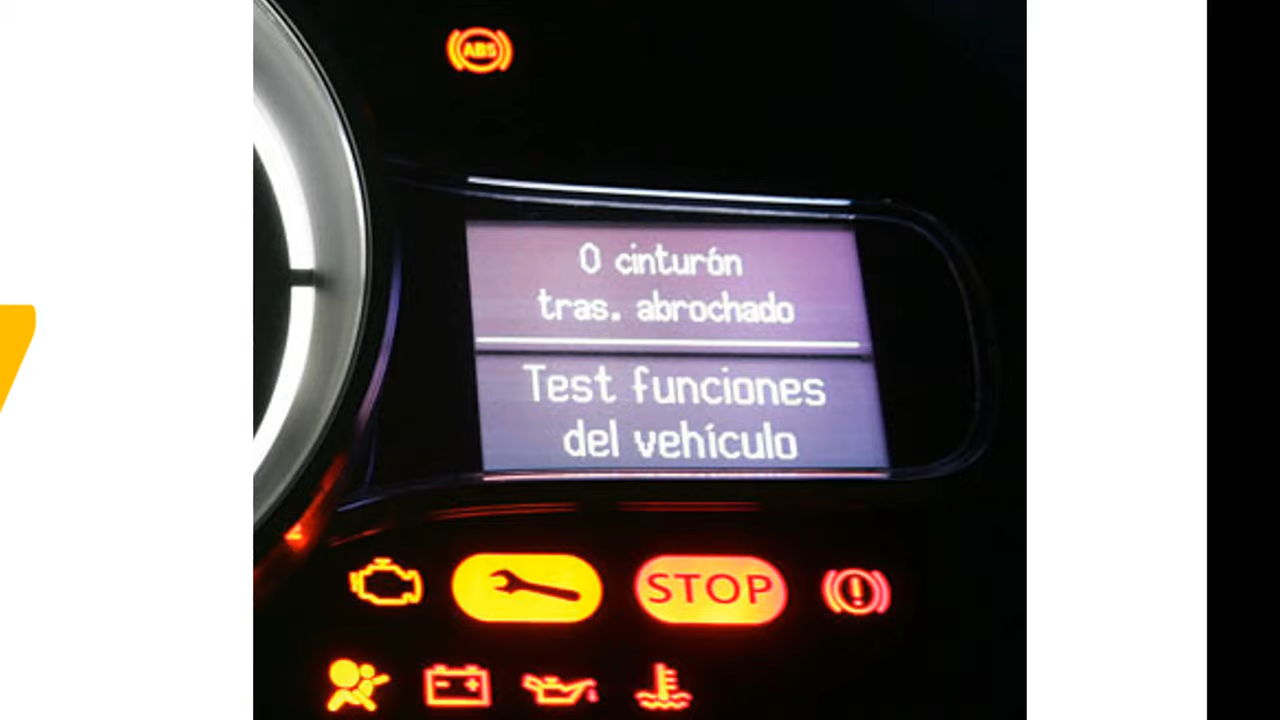 ABS
0 cinturón
tras. abrochado
Test funciones
del vehículo
STOP